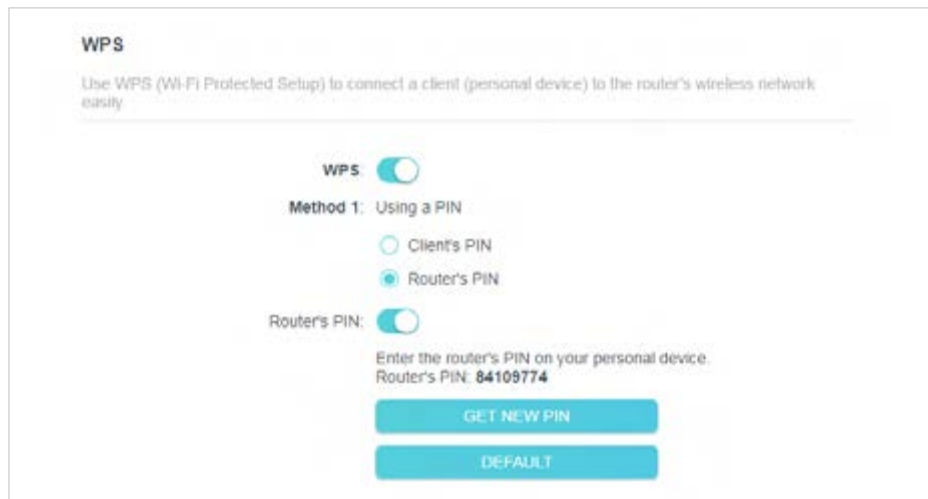 WPS
Use WPS (Wi-Fi Protected Setup) to connect a client (personal device) to the router's wireless network
easily
WPS:
Method 1: Using a PIN
Client's PIN
Router's PIN
Router's PIN:
Enter the router's PIN on your personal device.
Router's PIN: 84109774
GET NEW PIN
DEFAULT